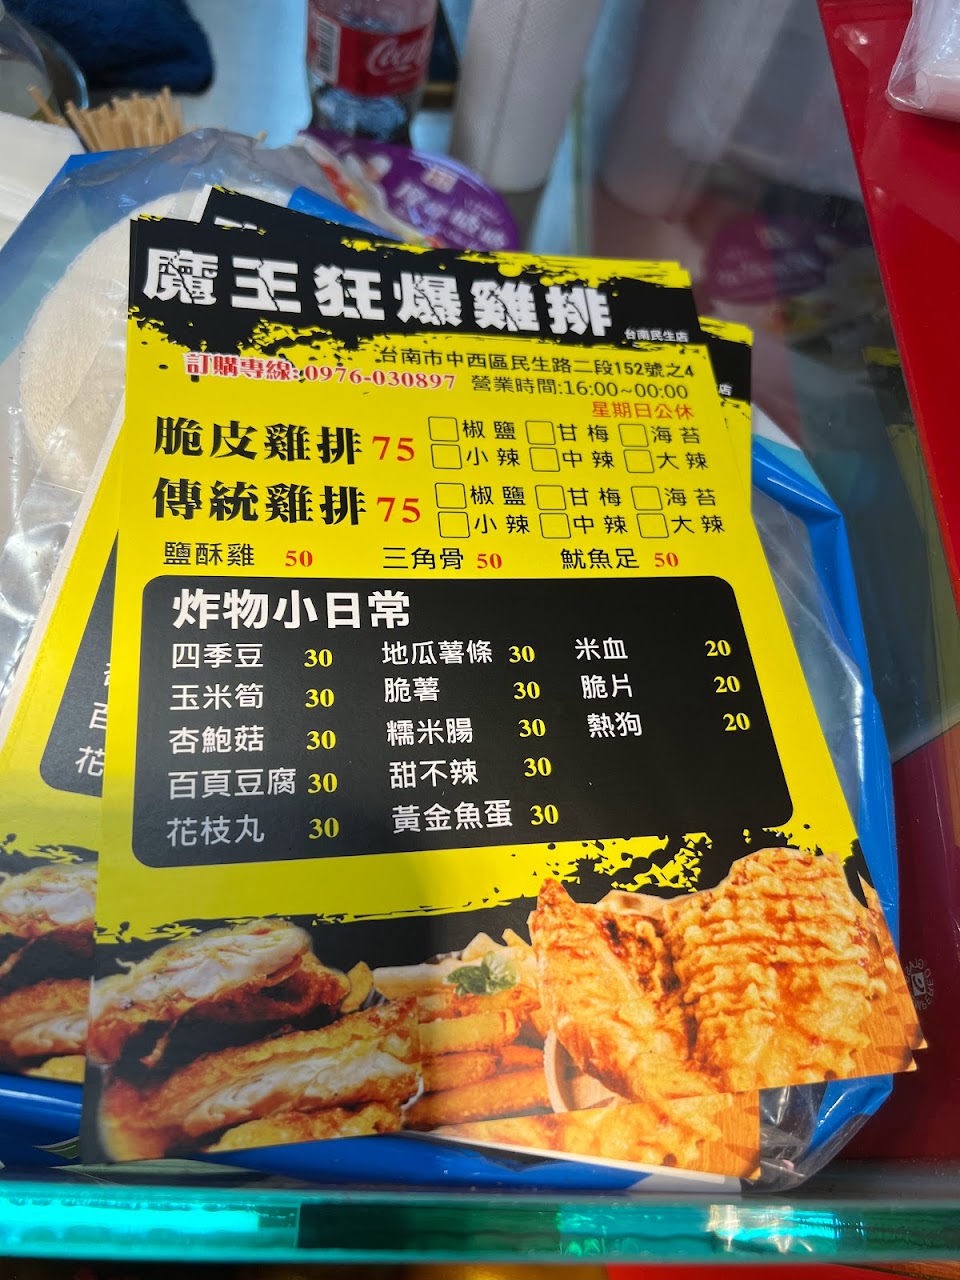 Coca
魔王狂爆雞排
台南民生店
台南市中西區民生路二段152號之4
訂購專線:0976-030897
營業時間:16:00~00:00
星期日公休
脆皮雞排 75 椒鹽 甘梅 海苔
小辣 中辣 大辣
傳統雞排 75 椒鹽 甘梅 海苔
小辣 中辣 大辣
鹽酥雞 50 三角骨 50 魷魚足 50
炸物小日常
四季豆 30 地瓜薯條 30 米血 20
玉米筍 30 脆薯 30 脆片 20
杏鮑菇 30 糯米腸 30 熱狗 20
百頁豆腐 30 甜不辣 30
花枝丸 30 黃金魚蛋 30
店
百
花